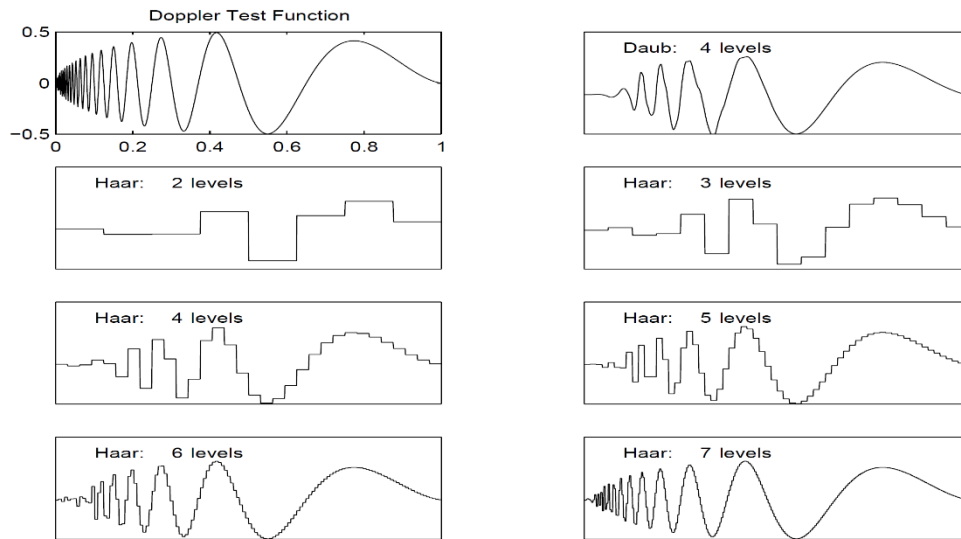 Doppler Test Function
0.5
0
−0.5
0 0.2 0.4 0.6 0.8 1
Daub: 4 levels
Haar: 2 levels
Haar: 3 levels
Haar: 4 levels
Haar: 5 levels
Haar: 6 levels
Haar: 7 levels